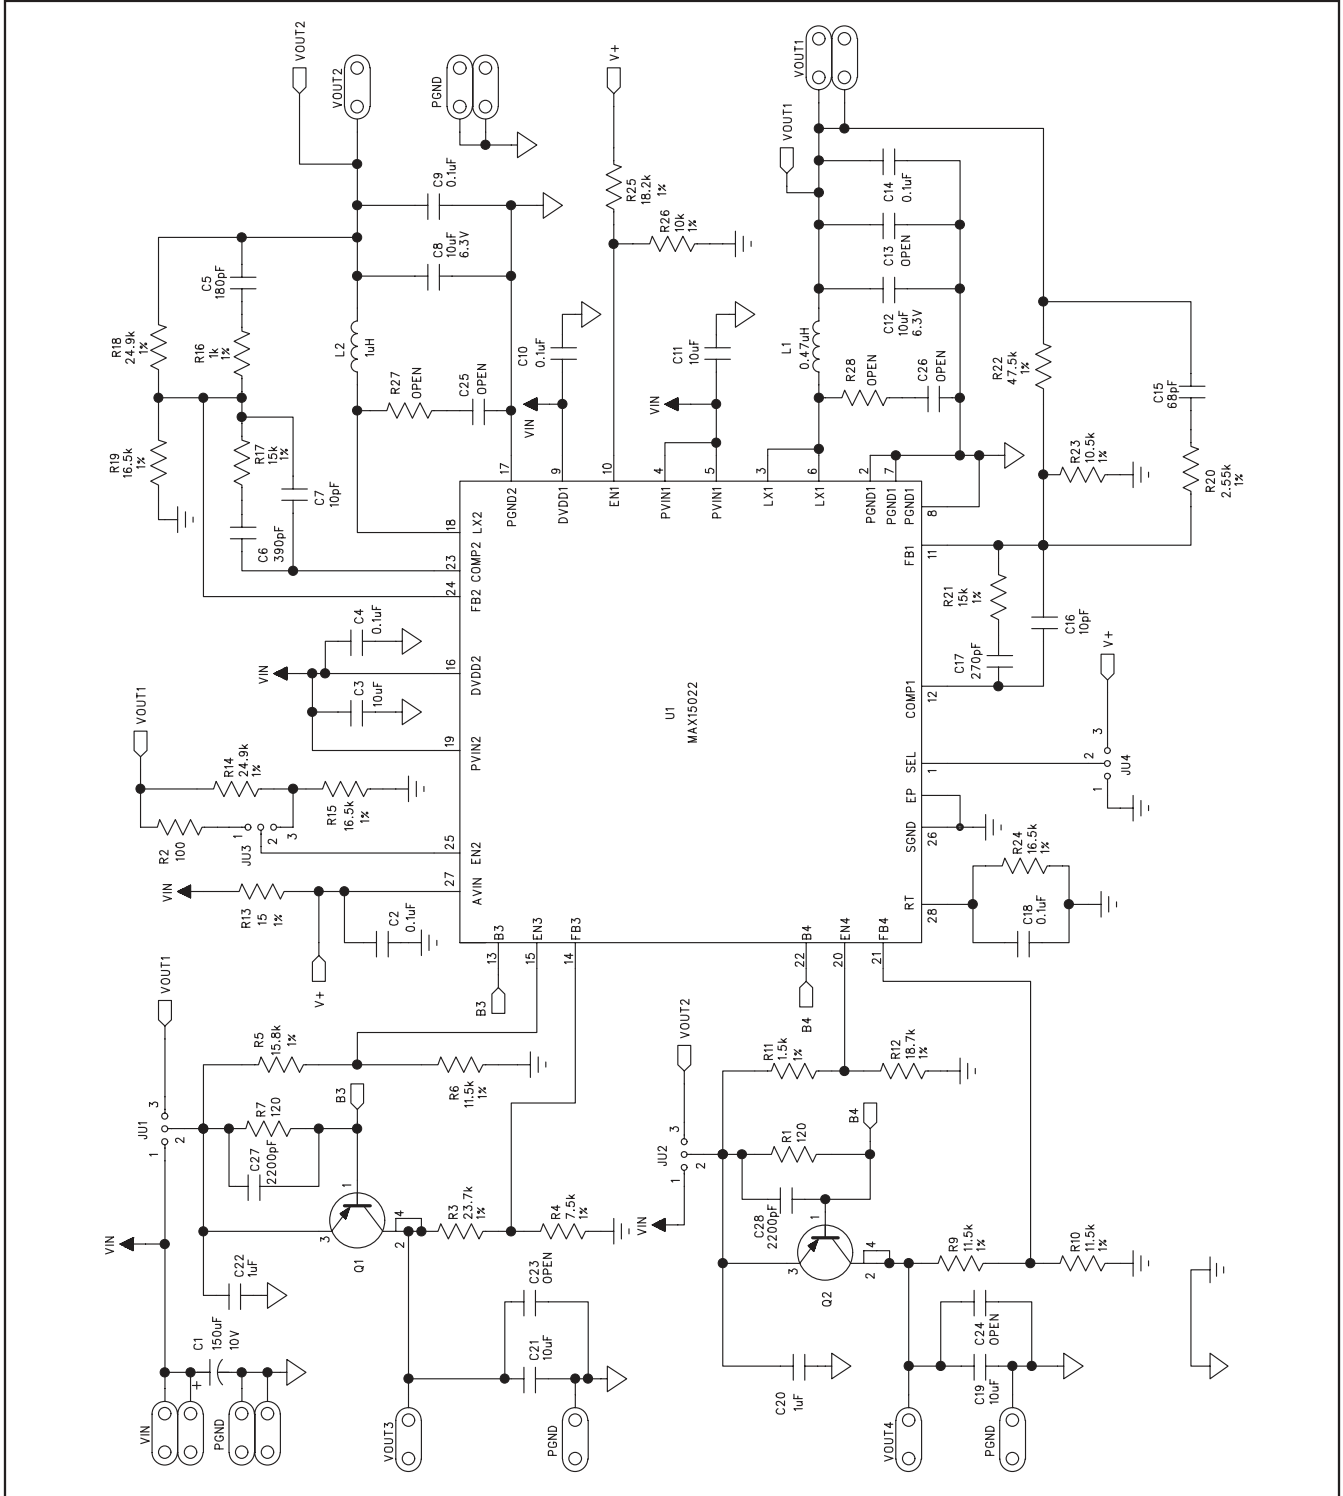 VOUT2
VOUT2
PGND
V+
VOUT1
VOUT1
R18
24.9k
1%
C5
180pF
R16
1k
1%
R19
16.5k
1%
R17
15k
1%
C7
10pF
C6
390pF
L2
1uH
R27
OPEN
C25
OPEN
C9
0.1uF
C8
10uF
6.3V
C10
0.1uF
VIN
R25
18.2k
1%
R26
10k
1%
C11
10uF
VIN
L1
0.47uH
R28
OPEN
C26
OPEN
C14
0.1uF
C13
OPEN
C12
10uF
6.3V
R22
47.5k
1%
C15
68pF
R23
10.5k
1%
R20
2.55k
1%
17
PGND2
9
DVDD1
10
EN1
4
PVIN1
5
PVIN1
3
LX1
6
LX1
2
PGND1
7
PGND1
8
PGND1
18
LX2
23
COMP2
24
FB2
16
DVDD2
19
PVIN2
25
EN2
27
AVIN
U1
MAX15022
FB1
11
COMP1
12
SEL
1
EP
SGND
26
RT
28
B3
13
EN3
15
FB3
14
B4
22
EN4
20
FB4
21
C4
0.1uF
VIN
C3
10uF
VOUT1
R14
24.9k
1%
R15
16.5k
1%
R2
100
JU3
1
2
3
VIN
R13
15
1%
C2
0.1uF
V+
R21
15k
1%
C17
270pF
C16
10pF
V+
JU4
1
2
3
R24
16.5k
1%
C18
0.1uF
VOUT1
JU1
1
2
3
VIN
R5
15.8k
1%
R6
11.5k
1%
R7
120
C27
2200pF
B3
B3
Q1
1
2
3
4
R3
23.7k
1%
R4
7.5k
1%
C22
1uF
C1
150uF
10V
+
VIN
PGND
C23
OPEN
C21
10uF
VOUT3
PGND
VOUT2
JU2
1
2
3
VIN
B4
R11
1.5k
1%
R12
18.7k
1%
R1
120
C28
2200pF
B4
Q2
1
2
3
4
R9
11.5k
1%
R10
11.5k
1%
C20
1uF
C24
OPEN
C19
10uF
VOUT4
PGND